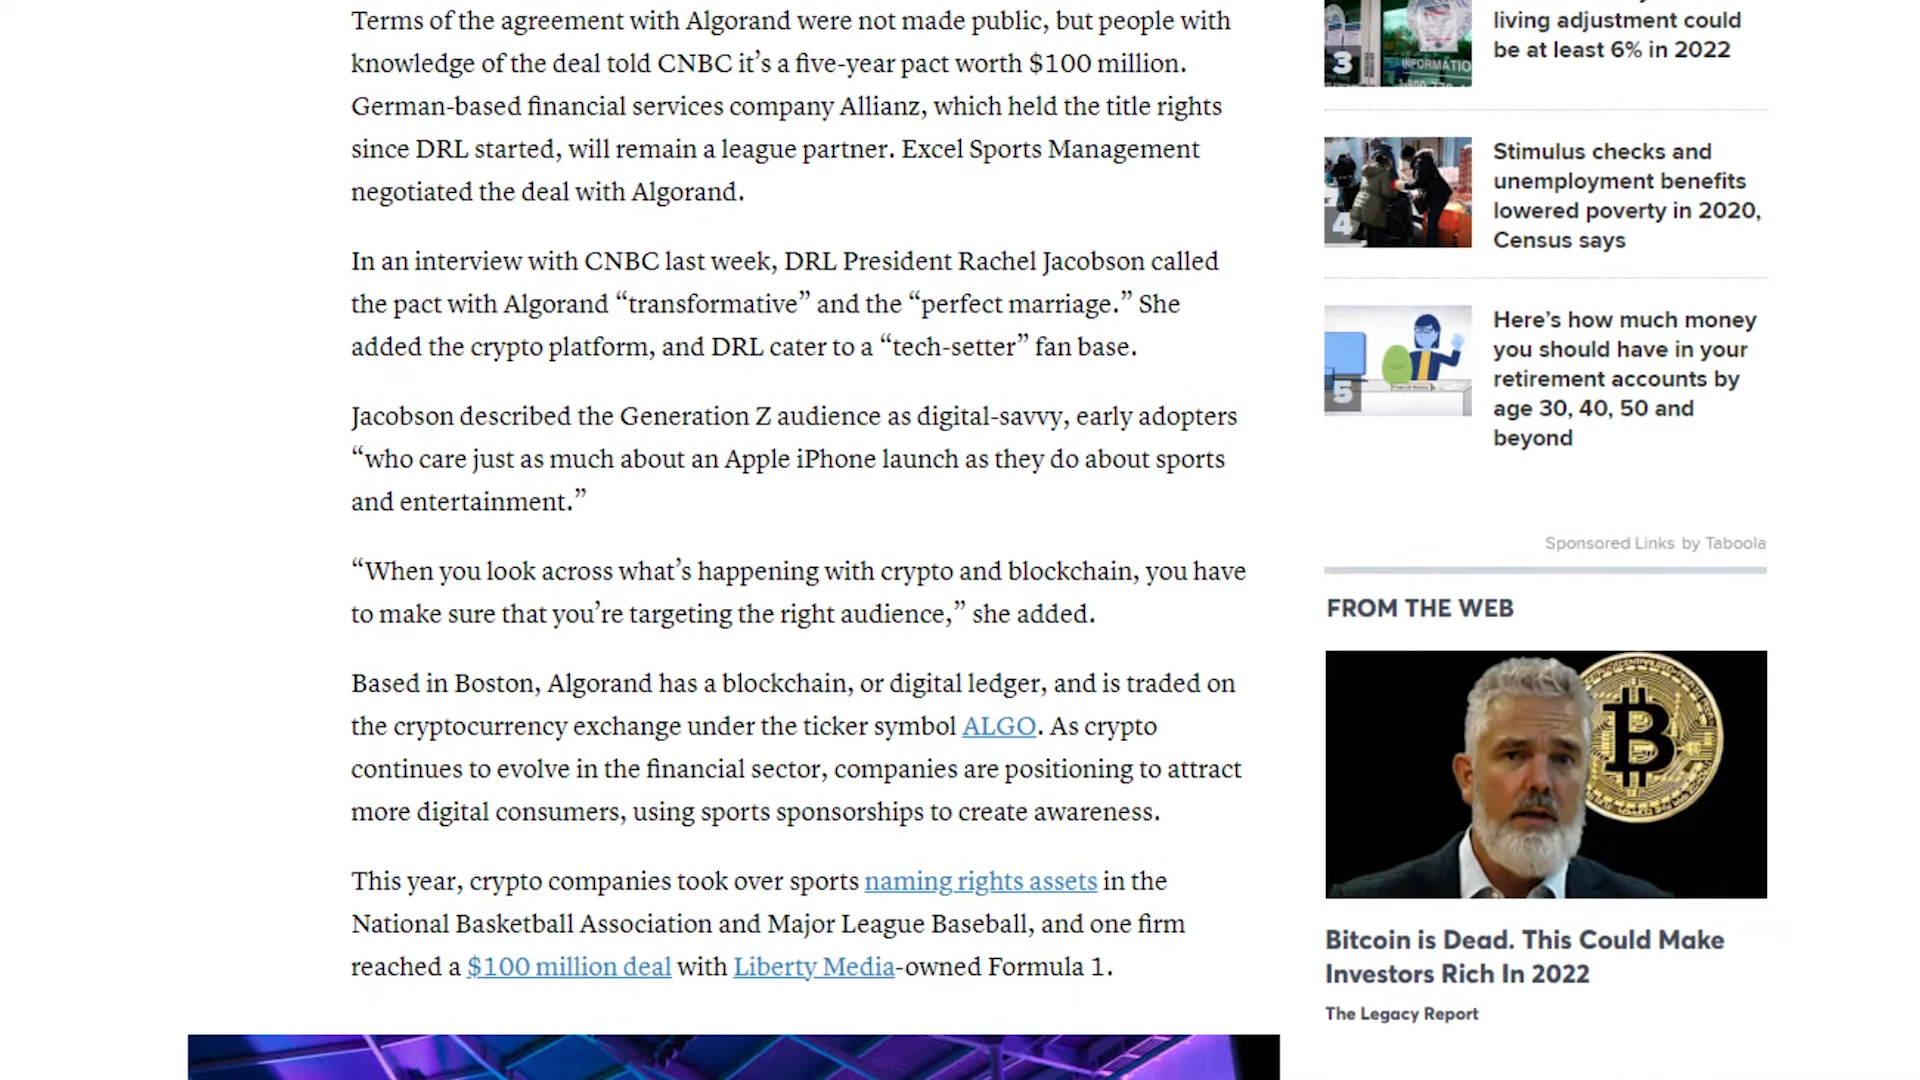 Terms of the agreement with Algorand were not made public, but people with
knowledge of the deal told CNBC it’s a five-year pact worth $100 million.
German-based financial services company Allianz, which held the title rights
since DRL started, will remain a league partner. Excel Sports Management
negotiated the deal with Algorand.
In an interview with CNBC last week, DRL President Rachel Jacobson called
the pact with Algorand “transformative” and the “perfect marriage.” She
added the crypto platform, and DRL cater to a “tech-setter” fan base.
Jacobson described the Generation Z audience as digital-savvy, early adopters
“who care just as much about an Apple iPhone launch as they do about sports
and entertainment.”
“When you look across what’s happening with crypto and blockchain, you have
to make sure that you’re targeting the right audience,” she added.
Based in Boston, Algorand has a blockchain, or digital ledger, and is traded on
the cryptocurrency exchange under the ticker symbol ALGO. As crypto
continues to evolve in the financial sector, companies are positioning to attract
more digital consumers, using sports sponsorships to create awareness.
This year, crypto companies took over sports naming rights assets in the
National Basketball Association and Major League Baseball, and one firm
reached a $100 million deal with Liberty Media-owned Formula 1.
living adjustment could
be at least 6% in 2022
3
INFORMATIO
4
Stimulus checks and
unemployment benefits
lowered poverty in 2020,
Census says
5
Here’s how much money
you should have in your
retirement accounts by
age 30, 40, 50 and
beyond
Sponsored Links by Taboola
FROM THE WEB
B
Bitcoin is Dead. This Could Make
Investors Rich In 2022
The Legacy Report